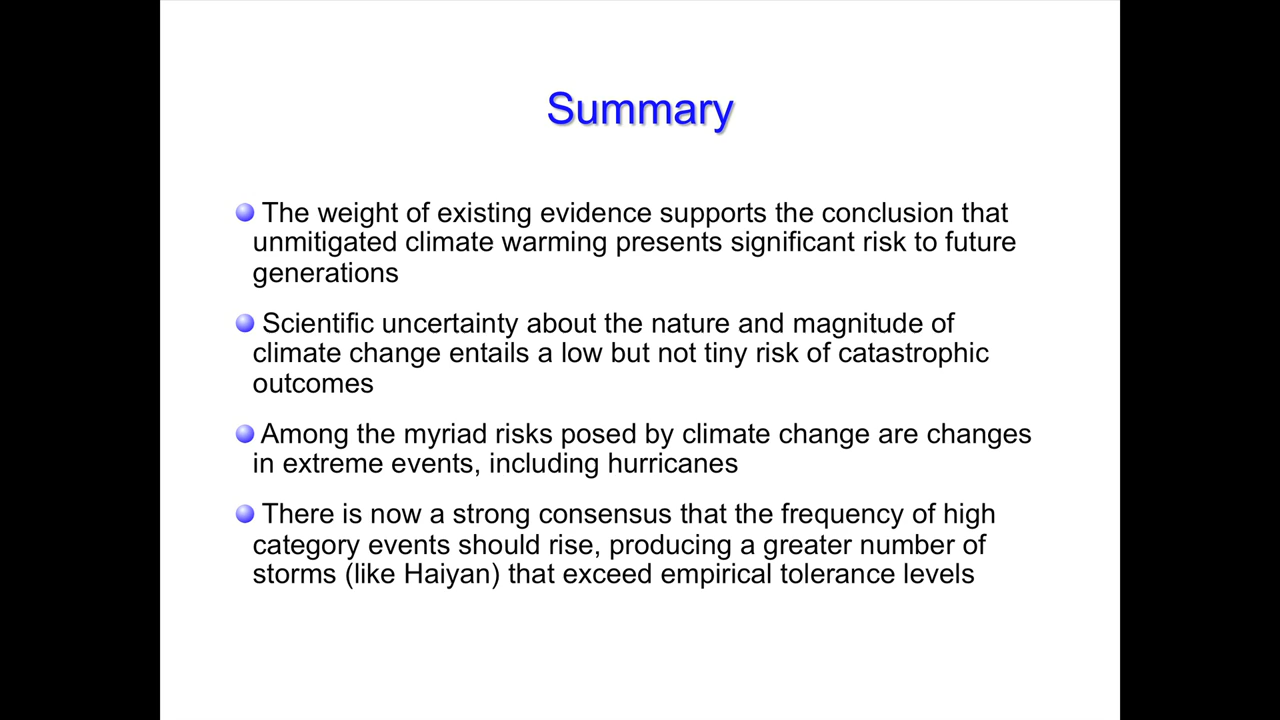 Summary
The weight of existing evidence supports the conclusion that
unmitigated climate warming presents significant risk to future
generations
Scientific uncertainty about the nature and magnitude of
climate change entails a low but not tiny risk of catastrophic
outcomes
Among the myriad risks posed by climate change are changes
in extreme events, including hurricanes
There is now a strong consensus that the frequency of high
category events should rise, producing a greater number of
storms (like Haiyan) that exceed empirical tolerance levels